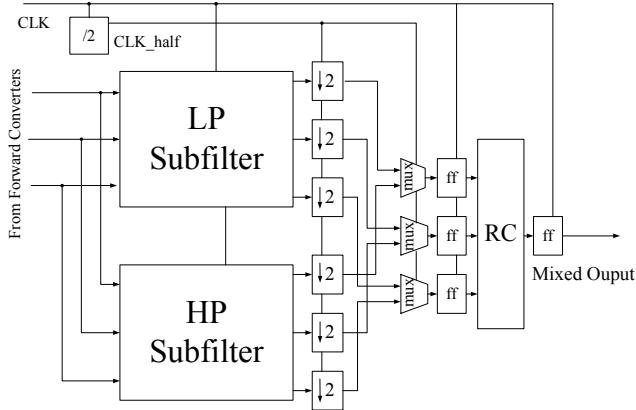 CLK
/2
CLK_half
From Forward Converters
LP
Subfilter
↓2
↓2
↓2
mux
ff
mux
ff
mux
ff
RC
ff
Mixed Ouput
HP
Subfilter
↓2
↓2
↓2